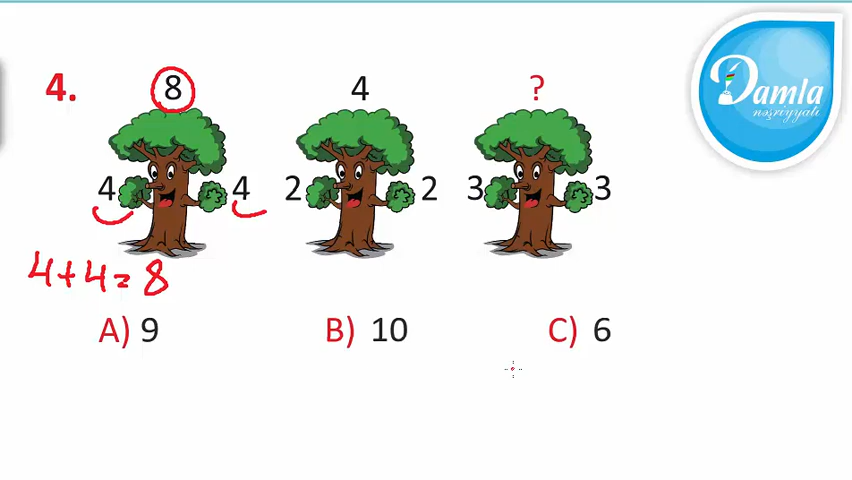 4. 8 4 ?
4 4 2 2 3 3
4+4=8
A) 9 B) 10 C) 6
Damla
nəşriyyatı